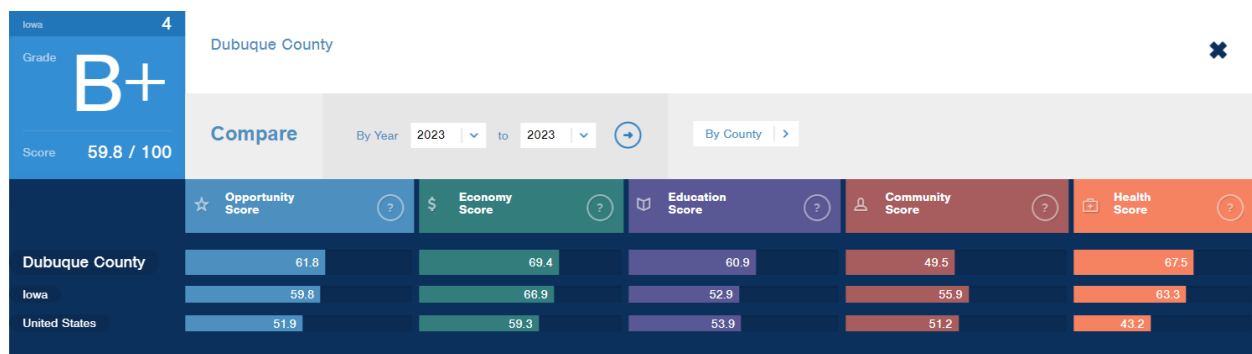 Iowa 4
Grade
B+
Score 59.8 / 100
Dubuque County
Compare By Year 2023 to 2023 By County
Opportunity
Score
?
$ Economy
Score
?
Education
Score
?
Community
Score
?
Health
Score
?
Dubuque County 61.8 69.4 60.9 49.5 67.5
Iowa 59.8 66.9 52.9 55.9 63.3
United States 51.9 59.3 53.9 51.2 43.2